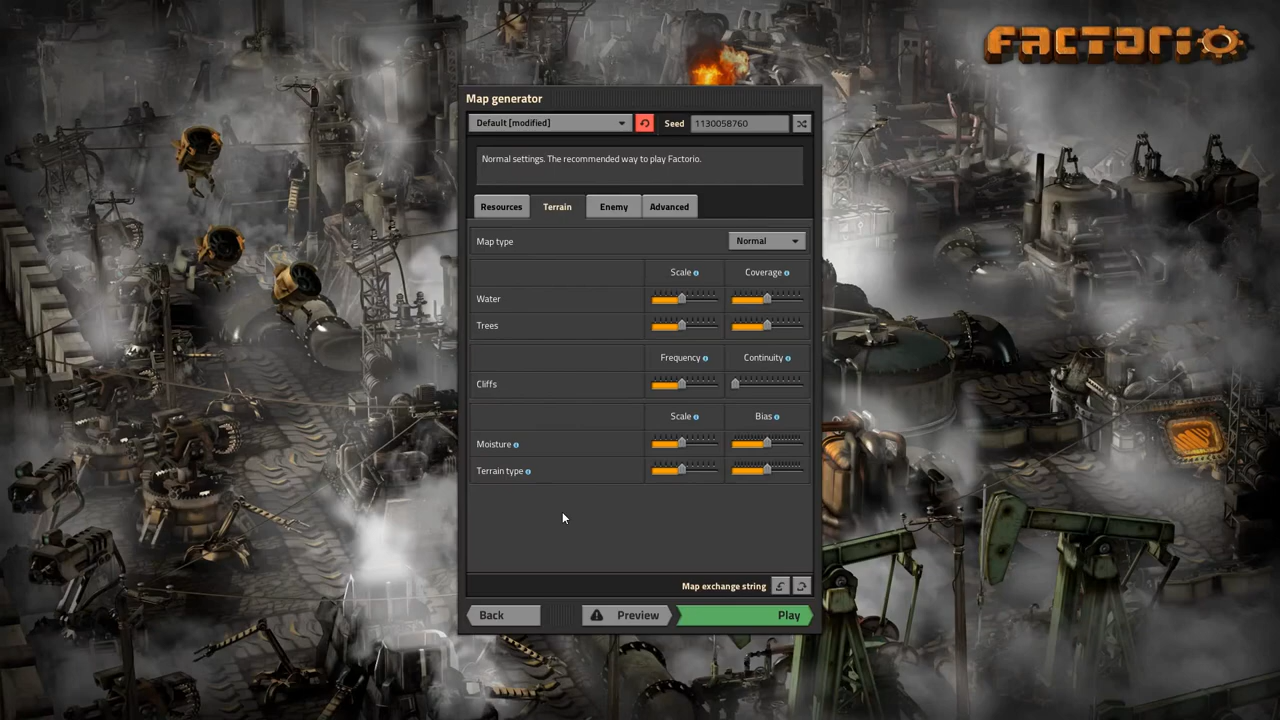 FACTORIO
Map generator
Default [modified] Seed 1130058760
Normal settings. The recommended way to play Factorio.
Resources Terrain Enemy Advanced
Map type Normal
Scale Coverage
Water
Trees
Frequency Continuity
Cliffs
Scale Bias
Moisture
Terrain type
Map exchange string
Back Preview Play